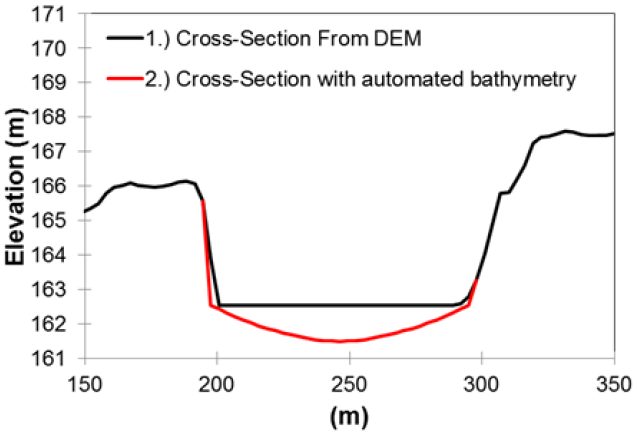 171
170
169
168
167
166
165
164
163
162
161
Elevation (m)
1.) Cross-Section From DEM
2.) Cross-Section with automated bathymetry
150 200 250 300 350
(m)